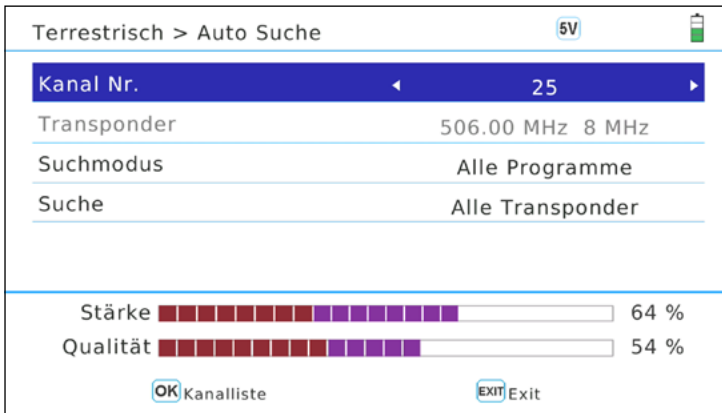 Terrestrisch > Auto Suche 5V
Kanal Nr. 25
Transponder 506.00 MHz 8 MHz
Suchmodus Alle Programme
Suche Alle Transponder
Stärke 64 %
Qualität 54 %
OK Kanalliste EXIT Exit